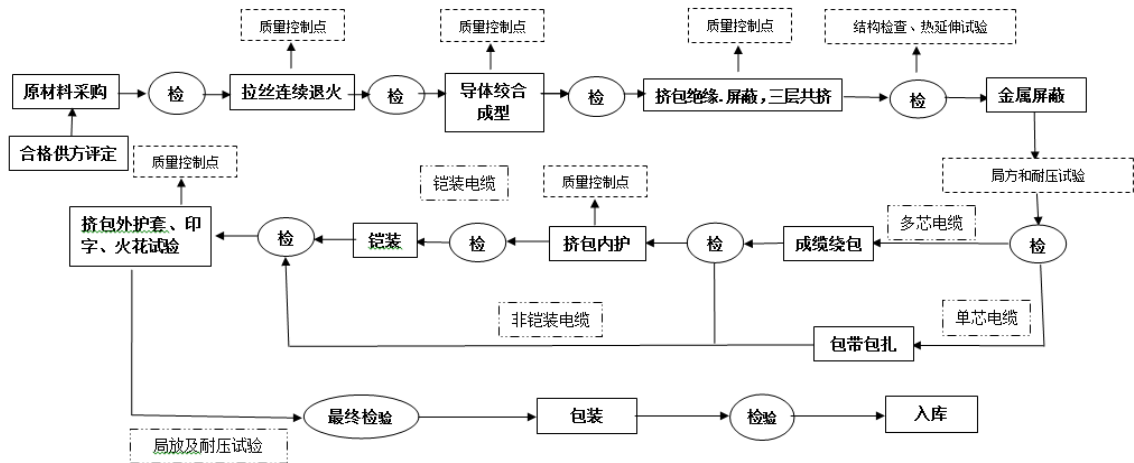 质量控制点
质量控制点
质量控制点
结构检查、热延伸试验
原材料采购
检
拉丝连续退火
检
导体绞合
成型
检
挤包绝缘.屏蔽，三层共挤
检
金属屏蔽
合格供方评定
质量控制点
铠装电缆
质量控制点
局方和耐压试验
挤包外护套、印
字、火花试验
检
铠装
检
挤包内护
检
成缆绕包
多芯电缆
检
非铠装电缆
单芯电缆
包带包扎
最终检验
包装
检验
入库
局放及耐压试验